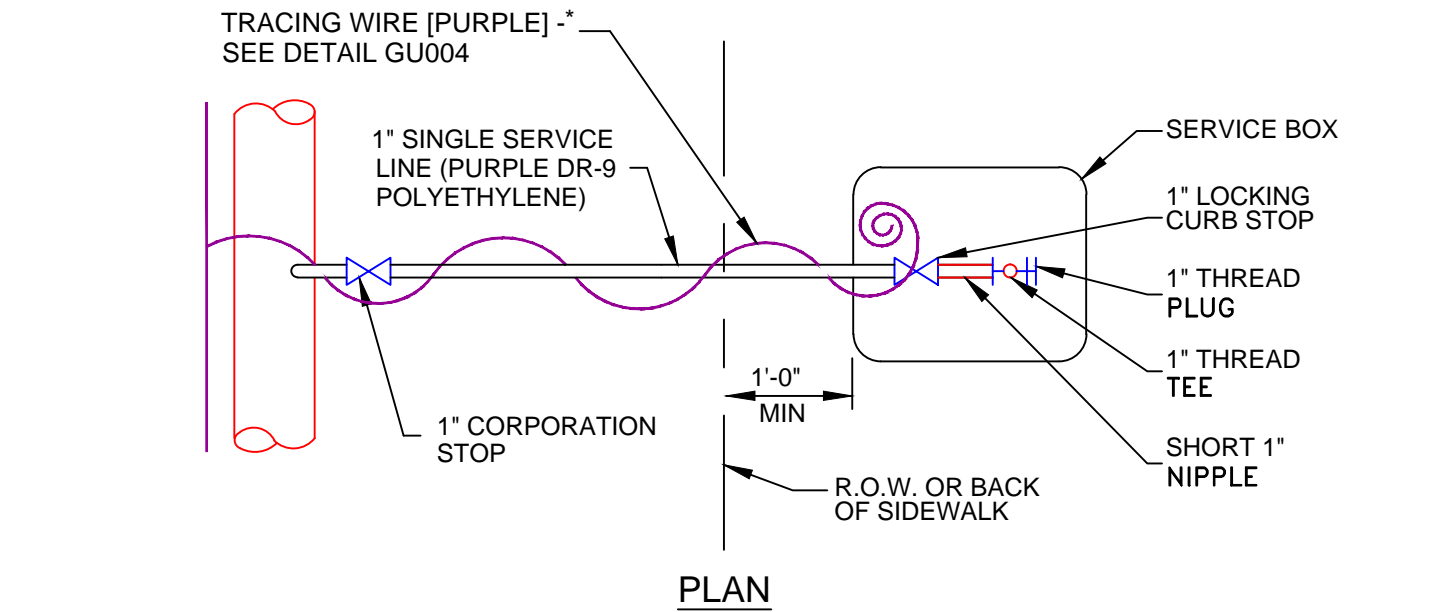 TRACING WIRE [PURPLE] -*
SEE DETAIL GU004
1" SINGLE SERVICE
LINE (PURPLE DR-9
POLYETHYLENE)
SERVICE BOX
1" LOCKING
CURB STOP
1" THREAD
PLUG
1" THREAD
TEE
SHORT 1"
NIPPLE
1'-0"
MIN
1" CORPORATION
STOP
R.O.W. OR BACK
OF SIDEWALK
PLAN